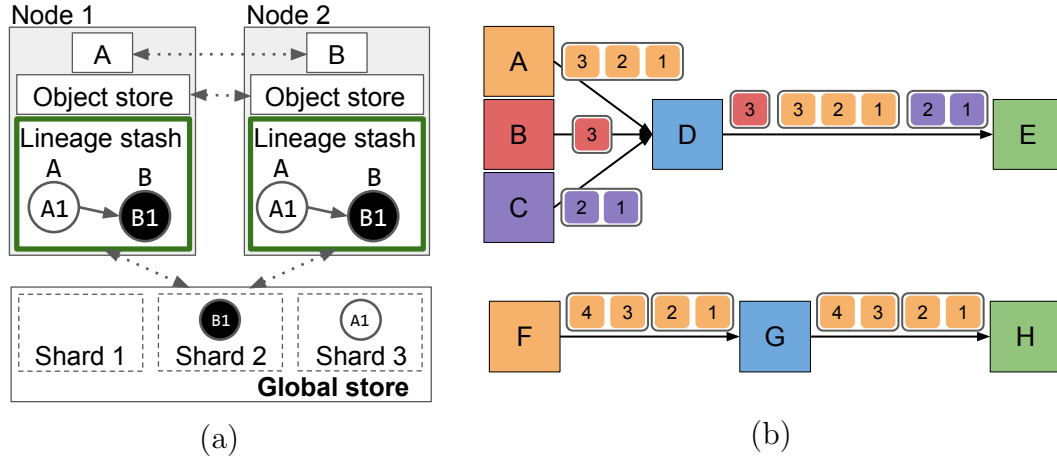 Node 1
Node 2
A
B
Object store
Object store
Lineage stash
Lineage stash
A
B
A
B
A1
B1
A1
B1
B1
A1
Shard 1
Shard 2
Shard 3
Global store
(a)
A
3 2 1
B
3
C
2 1
D
3 3 2 1 2 1
E
F
4 3 2 1
G
4 3 2 1
H
(b)